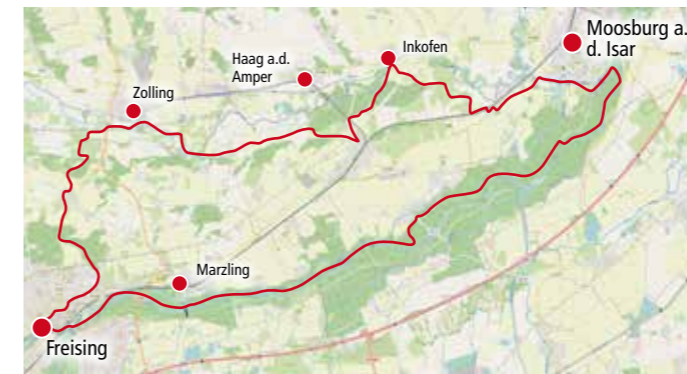 Moosburg a.
d. Isar
Inkofen
Haag a.d.
Amper
Zolling
Marzling
Freising